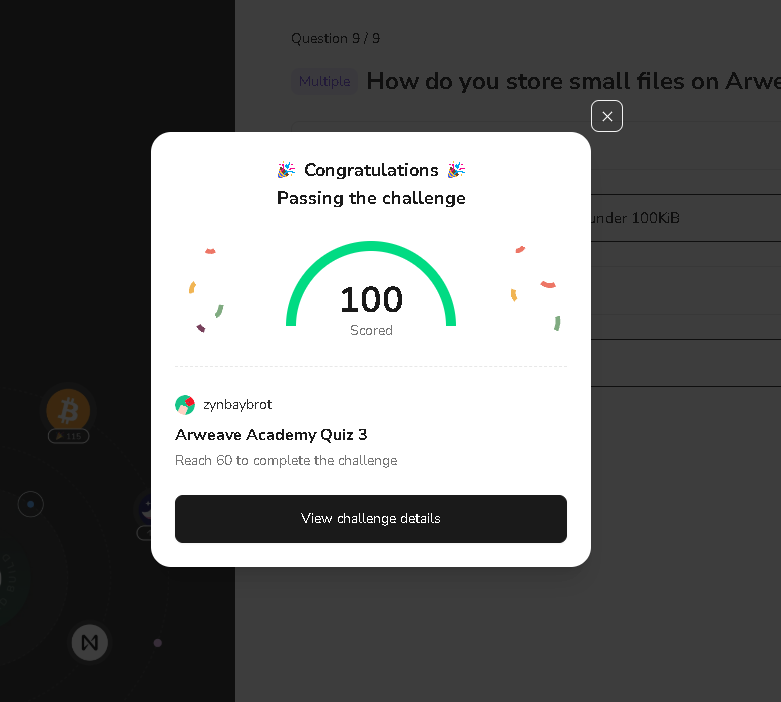 Question 9 / 9
Multiple How do you store small files on Arwe
Congratulations
Passing the challenge
under 100KiB
100
Scored
zynbaybrot
115
Arweave Academy Quiz 3
Reach 60 to complete the challenge
View challenge details